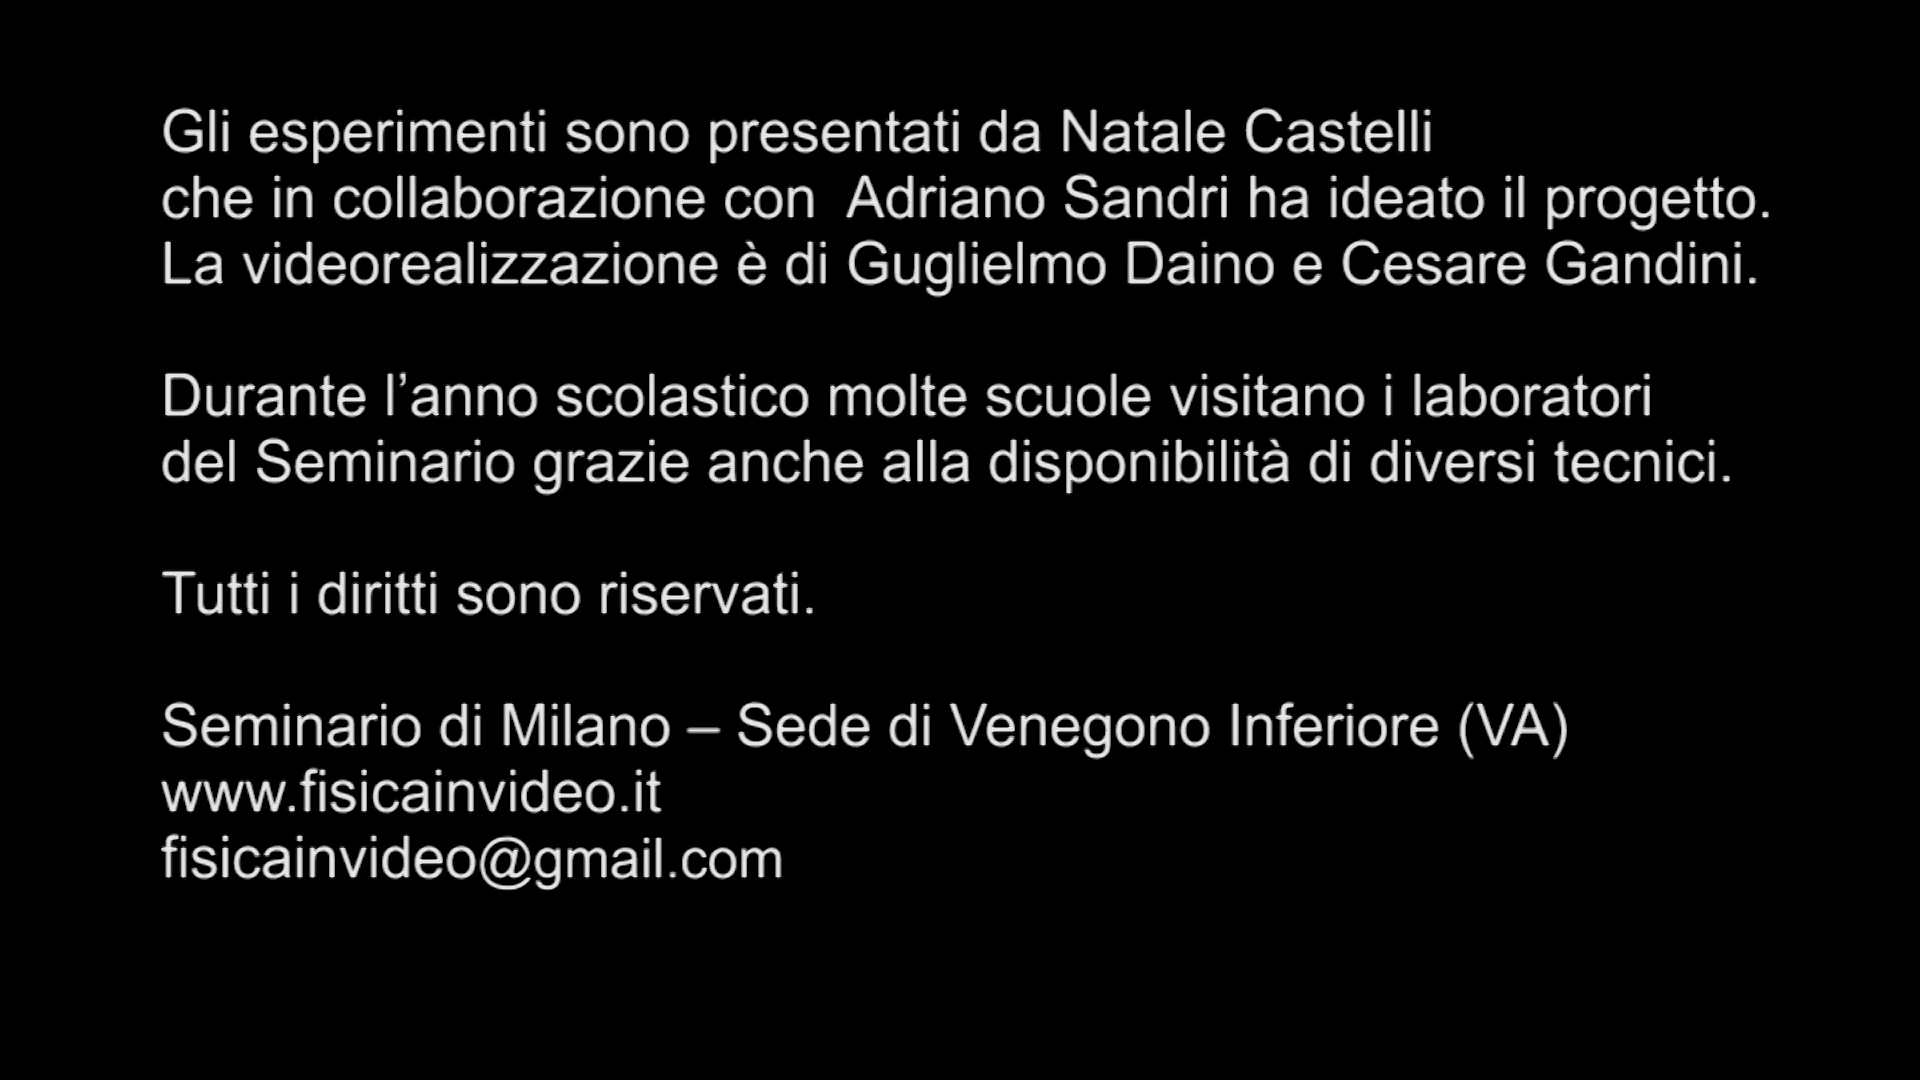 Gli esperimenti sono presentati da Natale Castelli
che in collaborazione con  Adriano Sandri ha ideato il progetto.
La videorealizzazione è di Guglielmo Daino e Cesare Gandini.
Durante l’anno scolastico molte scuole visitano i laboratori
del Seminario grazie anche alla disponibilità di diversi tecnici.
Tutti i diritti sono riservati.
Seminario di Milano – Sede di Venegono Inferiore (VA)
www.fisicainvideo.it
fisicainvideo@gmail.com